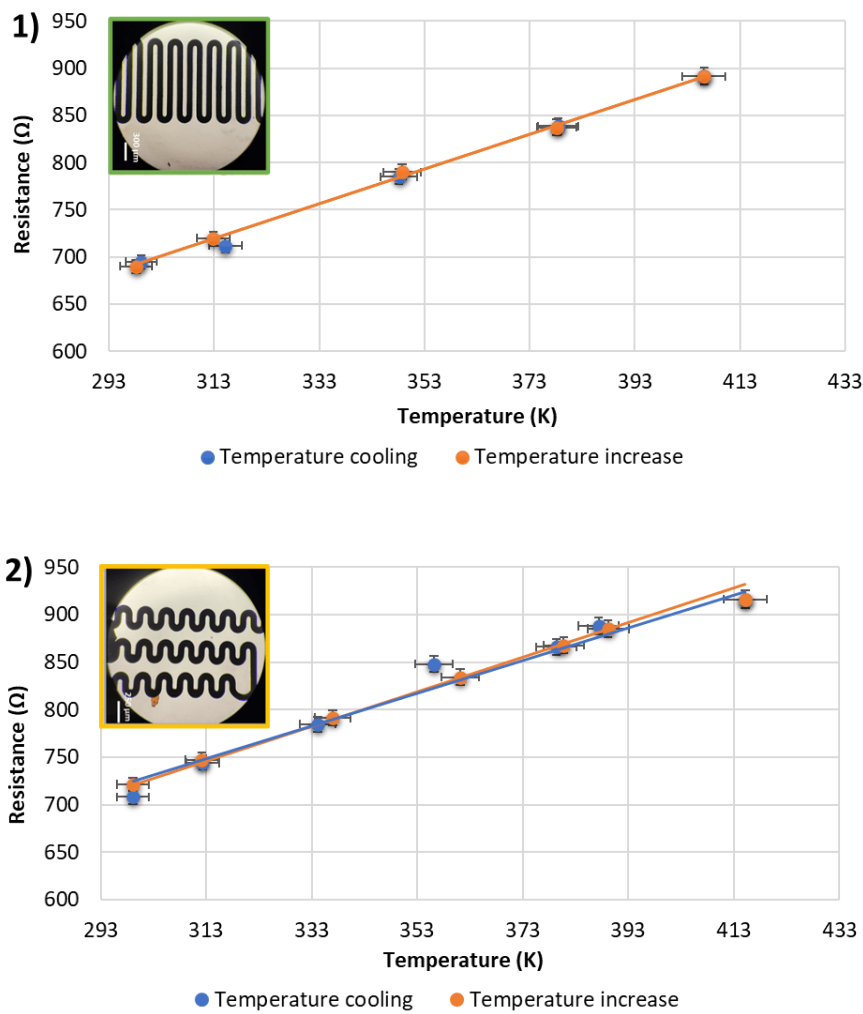 1)
950
900
850
800
750
700
650
600
Resistance (Ω)
300 μm
293 313 333 353 373 393 413 433
Temperature (K)
Temperature cooling Temperature increase
2)
950
900
850
800
750
700
650
600
Resistance (Ω)
293 313 333 353 373 393 413 433
Temperature (K)
Temperature cooling Temperature increase